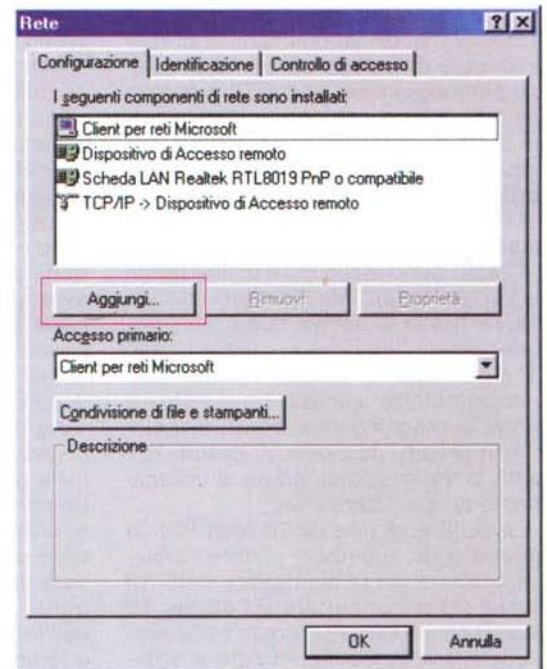 Rete
Configurazione Identificazione Controllo di accesso
I seguenti componenti di rete sono installati:
Client per reti Microsoft
Dispositivo di Accesso remoto
Scheda LAN Realtek RTL8019 PnP o compatibile
TCP/IP -> Dispositivo di Accesso remoto
Aggiungi... Rimuovi Proprietà
Accesso primario:
Client per reti Microsoft
Condivisione di file e stampanti...
Descrizione
OK Annulla